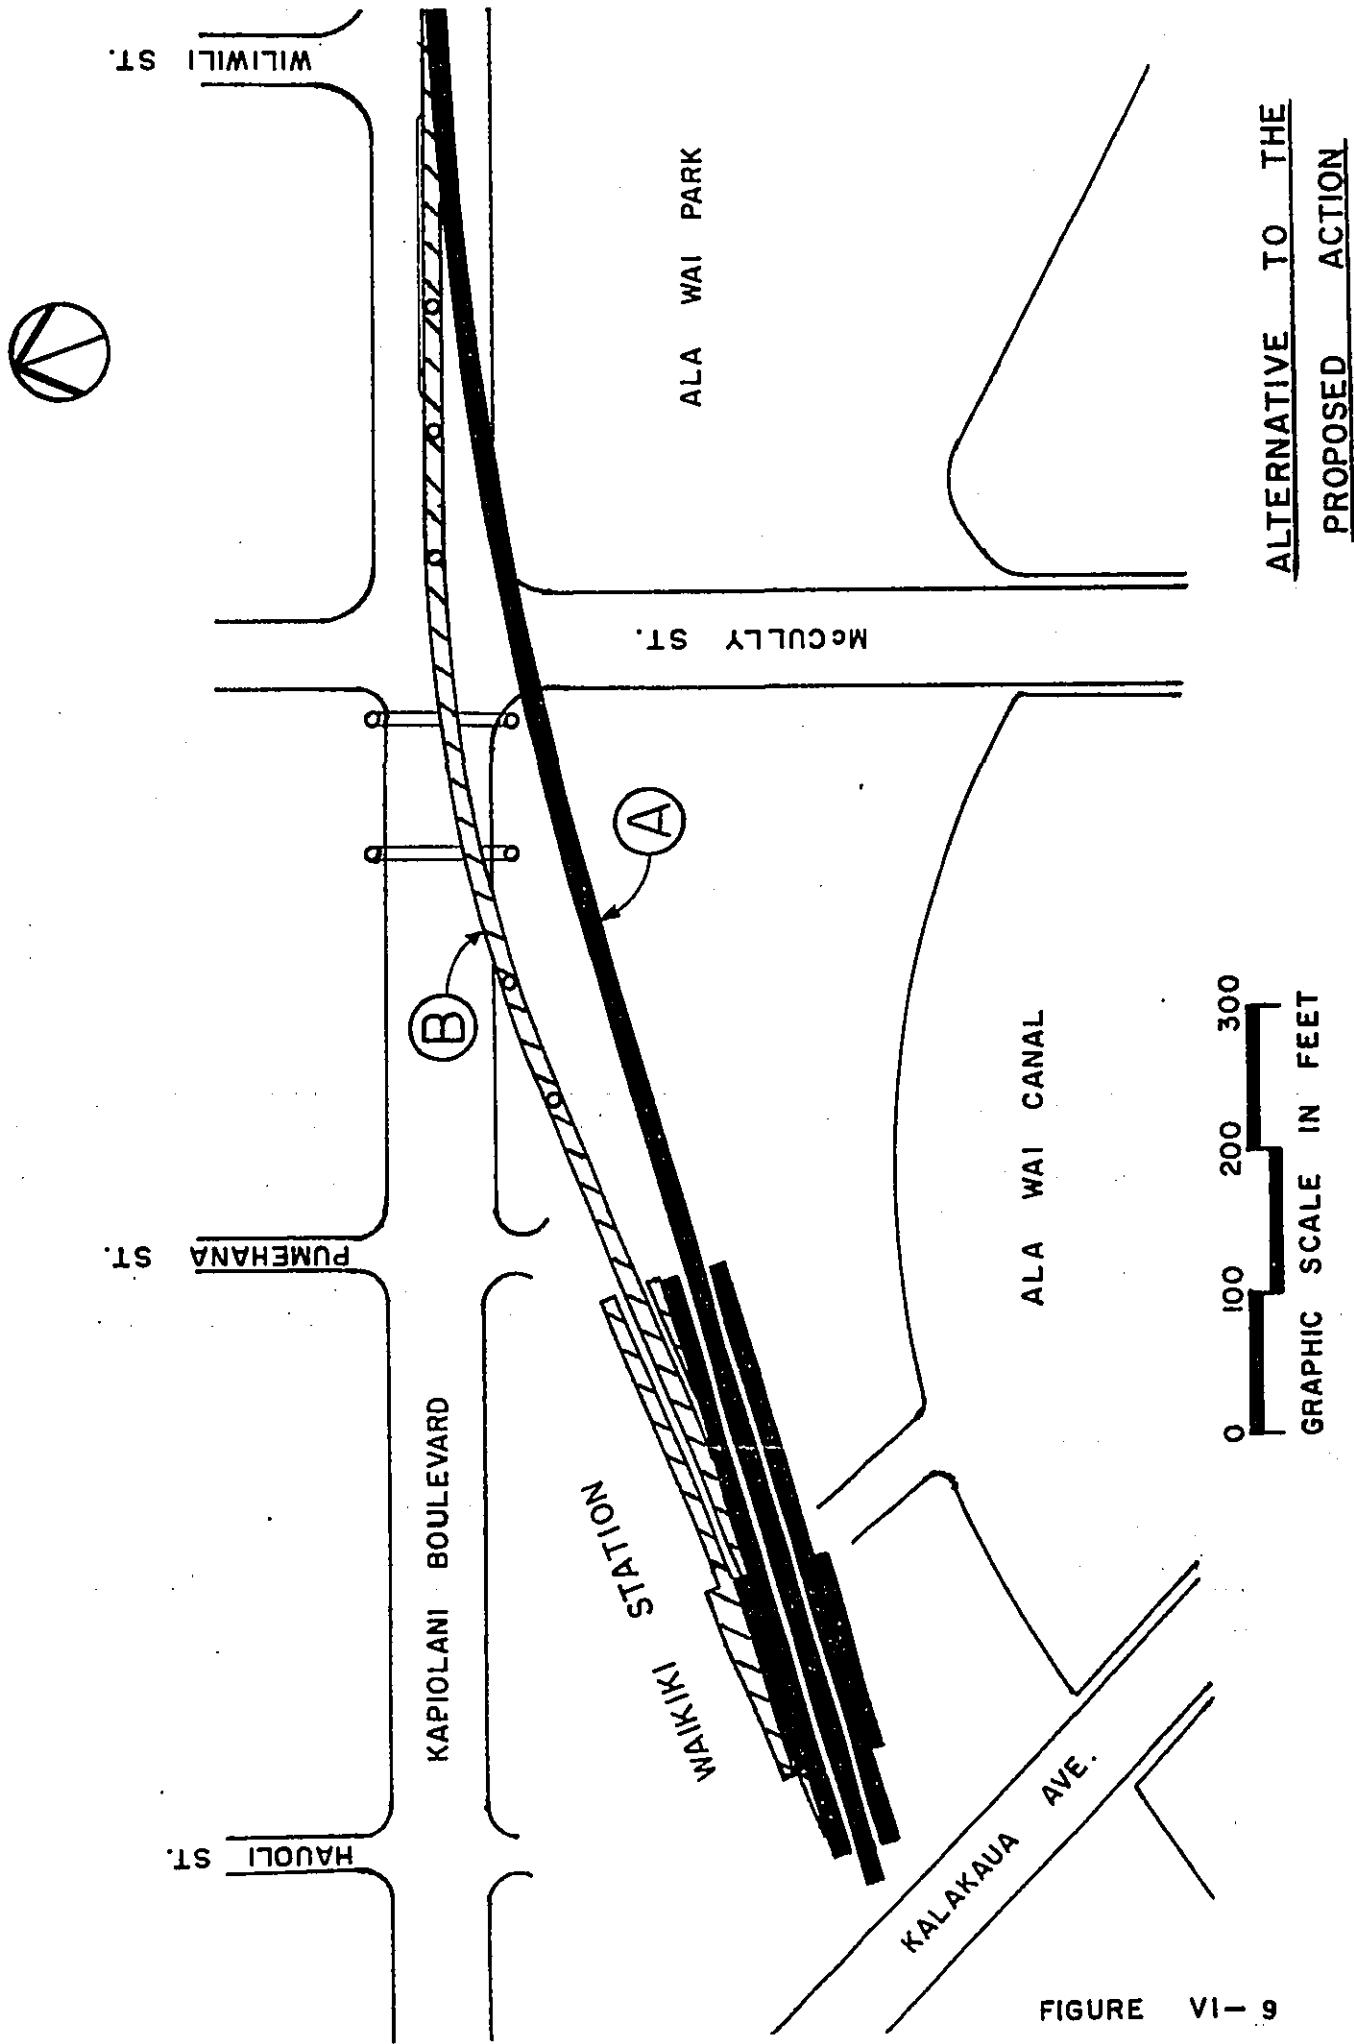 WILIWILI ST.
ALA WAI PARK
McCULLY ST.
B
A
PUMEHANA ST.
KAPIOLANI BOULEVARD
WAIKIKI STATION
HAUOLI ST.
ALA WAI CANAL
KALAKAUA AVE.
0 100 200 300
GRAPHIC SCALE IN FEET
ALTERNATIVE TO THE
PROPOSED ACTION
FIGURE VI-9